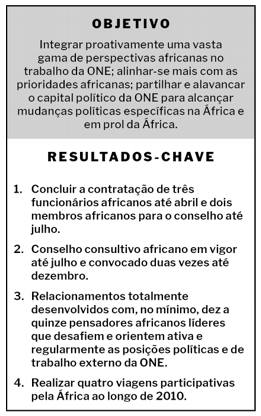 OBJETIVO
Integrar proativamente uma vasta
gama de perspectivas africanas no
trabalho da ONE; alinhar-se mais com as
prioridades africanas; partilhar e alavancar
o capital político da ONE para alcançar
mudanças políticas específicas na África e
em prol da África.
RESULTADOS-CHAVE
1. Concluir a contratação de três
funcionários africanos até abril e dois
membros africanos para o conselho até
julho.
2. Conselho consultivo africano em vigor
até julho e convocado duas vezes até
dezembro.
3. Relacionamentos totalmente
desenvolvidos com, no mínimo, dez a
quinze pensadores africanos líderes
que desafiem e orientem ativa e
regularmente as posições políticas e de
trabalho externo da ONE.
4. Realizar quatro viagens participativas
pela África ao longo de 2010.